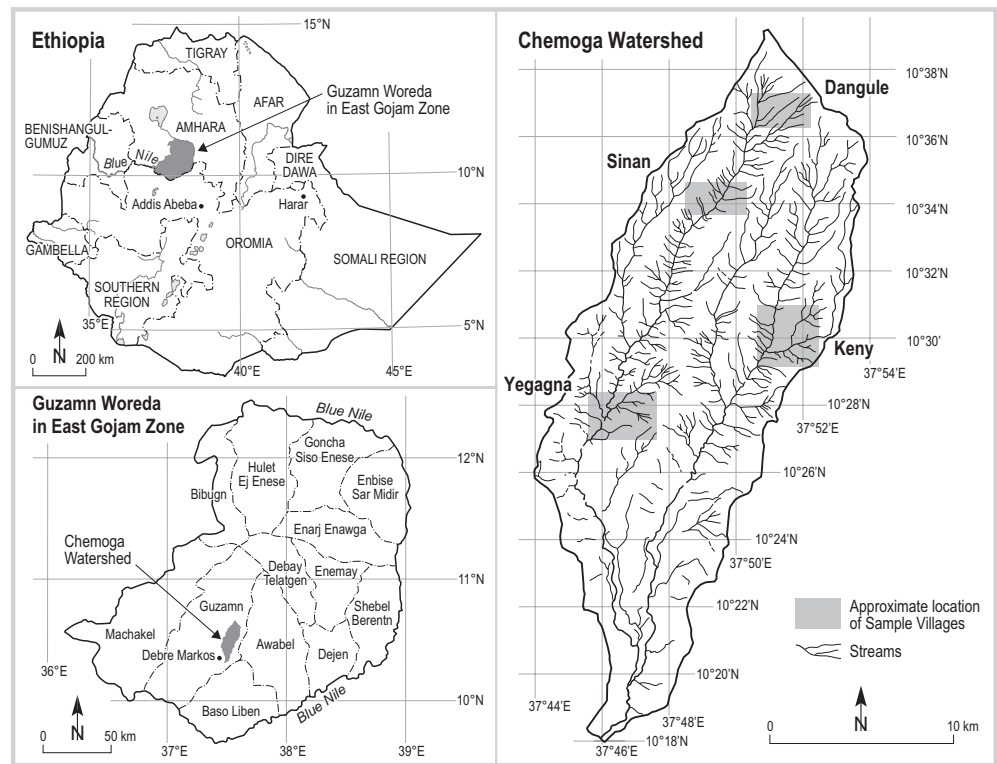 Ethiopia
15°N
TIGRAY
Guzamn Woreda
in East Gojam Zone
AFAR
AMHARA
BENISHANGUL-
GUMUZ
Blue Nile
DIRE
DAWA
10°N
Addis Abeba
Harar
OROMIA
GAMBELLA
SOMALI REGION
SOUTHERN
REGION
35°E
5°N
N
0 200 km
40°E
45°E
Guzamn Woreda
in East Gojam Zone
Blue Nile
Goncha
Siso Enese
12°N
Hulet
Ej Enese
Enbise
Sar Midir
Bibugn
Enarj Enawga
Chemoga
Watershed
Debay
Telatgen
Enemay
11°N
Guzamn
Shebel
Berentn
Machakel
Awabel
Debre Markos
Dejen
36°E
Baso Liben
Blue Nile
10°N
N
0 50 km
37°E
38°E
39°E
Chemoga Watershed
10°38'N
Dangule
10°36'N
Sinan
10°34'N
10°32'N
10°30'
Keny
37°54'E
Yegagna
10°28'N
37°52'E
10°26'N
10°24'N
37°50'E
10°22'N
Approximate location
of Sample Villages
Streams
10°20'N
37°44'E
37°48'E
N
0 10 km
37°46'E
10°18'N